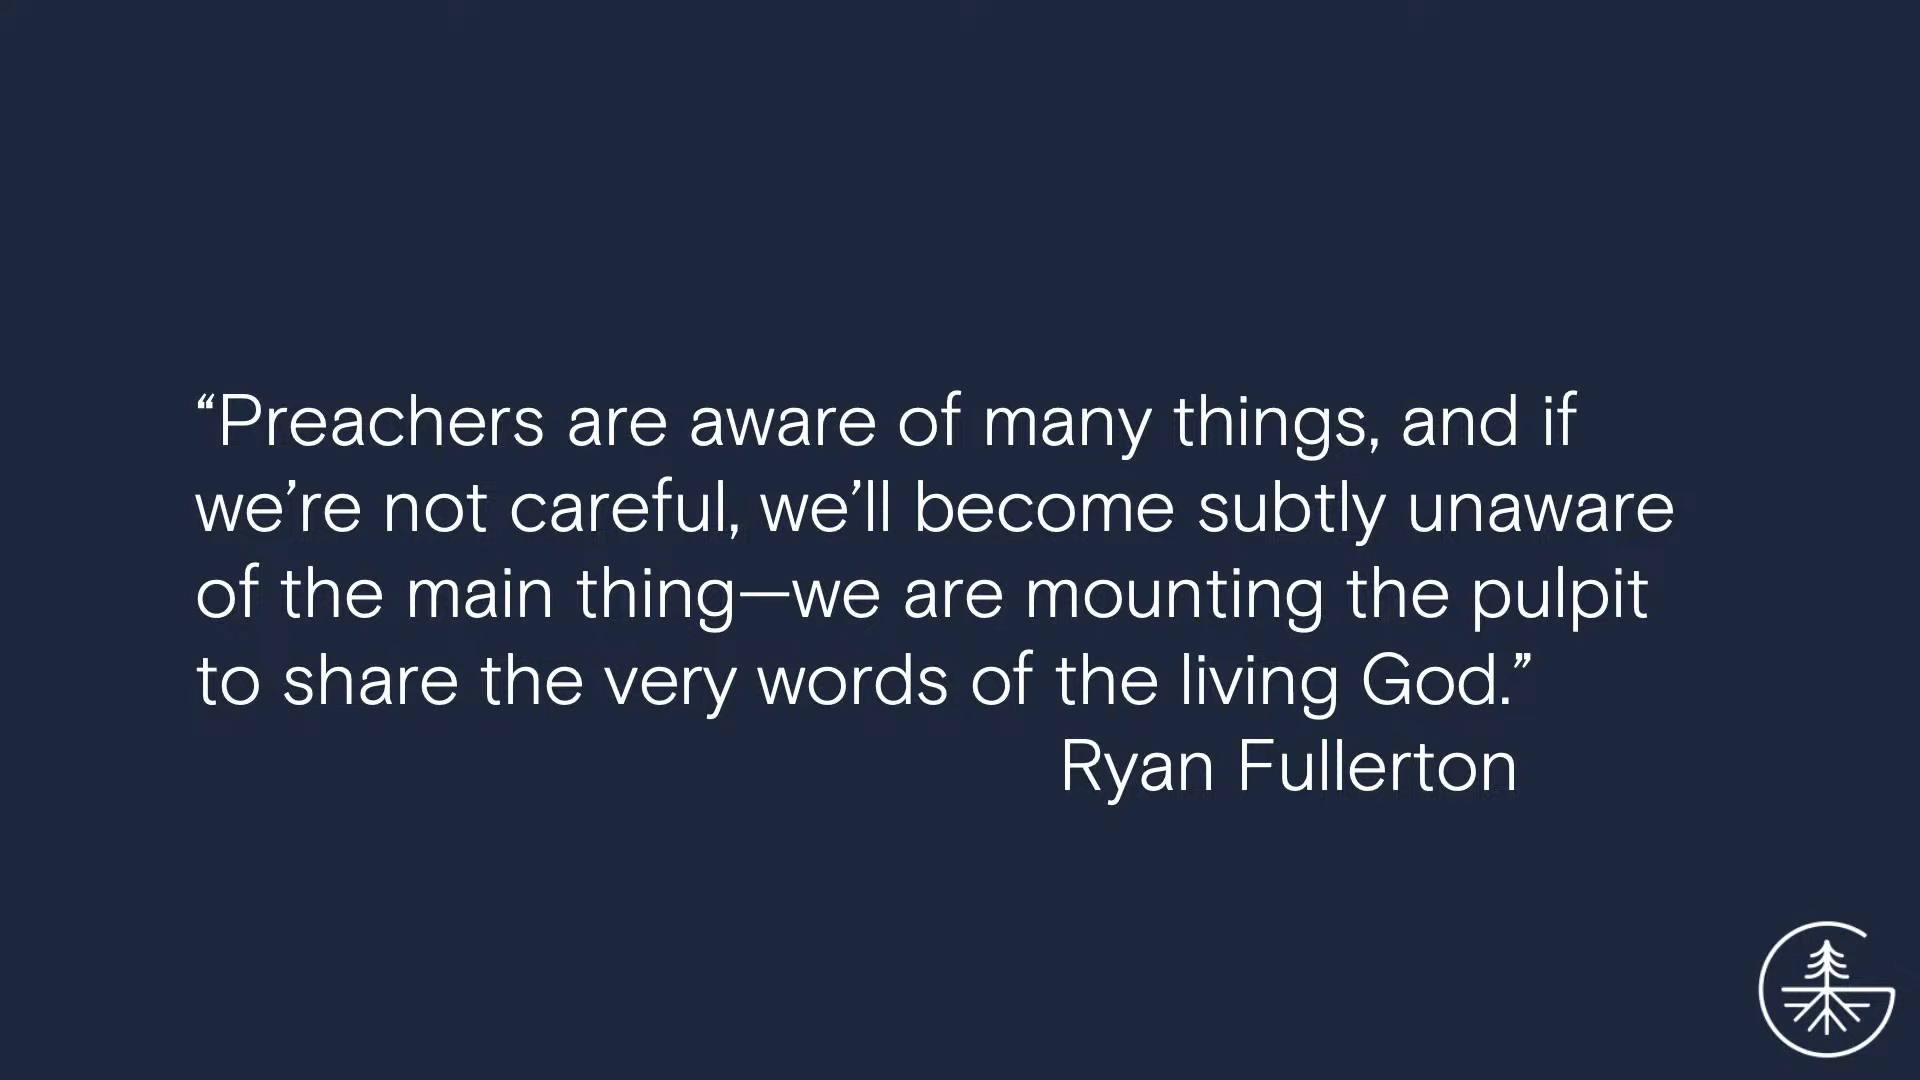 “Preachers are aware of many things, and if
we’re not careful, we’ll become subtly unaware
of the main thing—we are mounting the pulpit
to share the very words of the living God.”
Ryan Fullerton